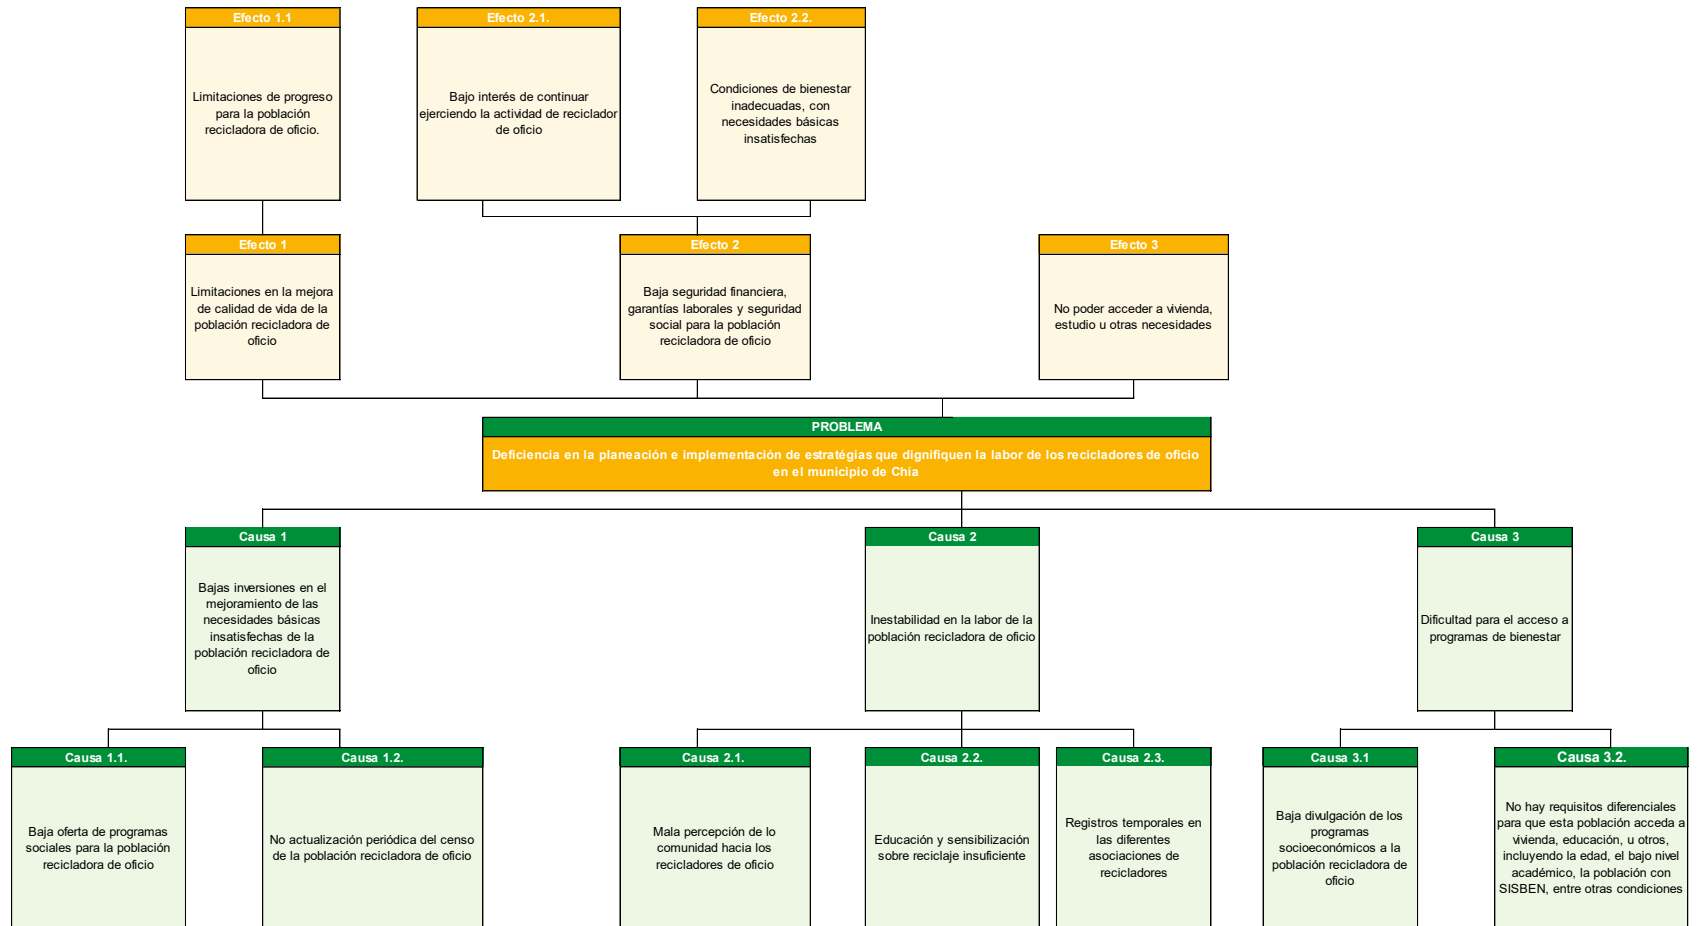 Efecto 1.1
Limitaciones de progreso
para la población
recicladora de oficio.
Efecto 2.1.
Bajo interés de continuar
ejerciendo la actividad de reciclador
de oficio
Efecto 2.2.
Condiciones de bienestar
inadecuadas, con
necesidades básicas
insatisfechas
Efecto 1
Limitaciones en la mejora
de calidad de vida de la
población recicladora de
oficio
Efecto 2
Baja seguridad financiera,
garantías laborales y seguridad
social para la población
recicladora de oficio
Efecto 3
No poder acceder a vivienda,
estudio u otras necesidades
PROBLEMA
Deficiencia en la planeación e implementación de estratégias que dignifiquen la labor de los recicladores de oficio
en el municipio de Chía
Causa 1
Bajas inversiones en el
mejoramiento de las
necesidades básicas
insatisfechas de la
población recicladora de
oficio
Causa 2
Inestabilidad en la labor de la
población recicladora de oficio
Causa 3
Dificultad para el acceso a
programas de bienestar
Causa 1.1.
Baja oferta de programas
sociales para la población
recicladora de oficio
Causa 1.2.
No actualización periódica del censo
de la población recicladora de oficio
Causa 2.1.
Mala percepción de lo
comunidad hacia los
recicladores de oficio
Causa 2.2.
Educación y sensibilización
sobre reciclaje insuficiente
Causa 2.3.
Registros temporales en
las diferentes
asociaciones de
recicladores
Causa 3.1
Baja divulgación de los
programas
socioeconómicos a la
población recicladora de
oficio
Causa 3.2.
No hay requisitos diferenciales
para que esta población acceda a
vivienda, educación, u otros,
incluyendo la edad, el bajo nivel
académico, la población con
SISBEN, entre otras condiciones